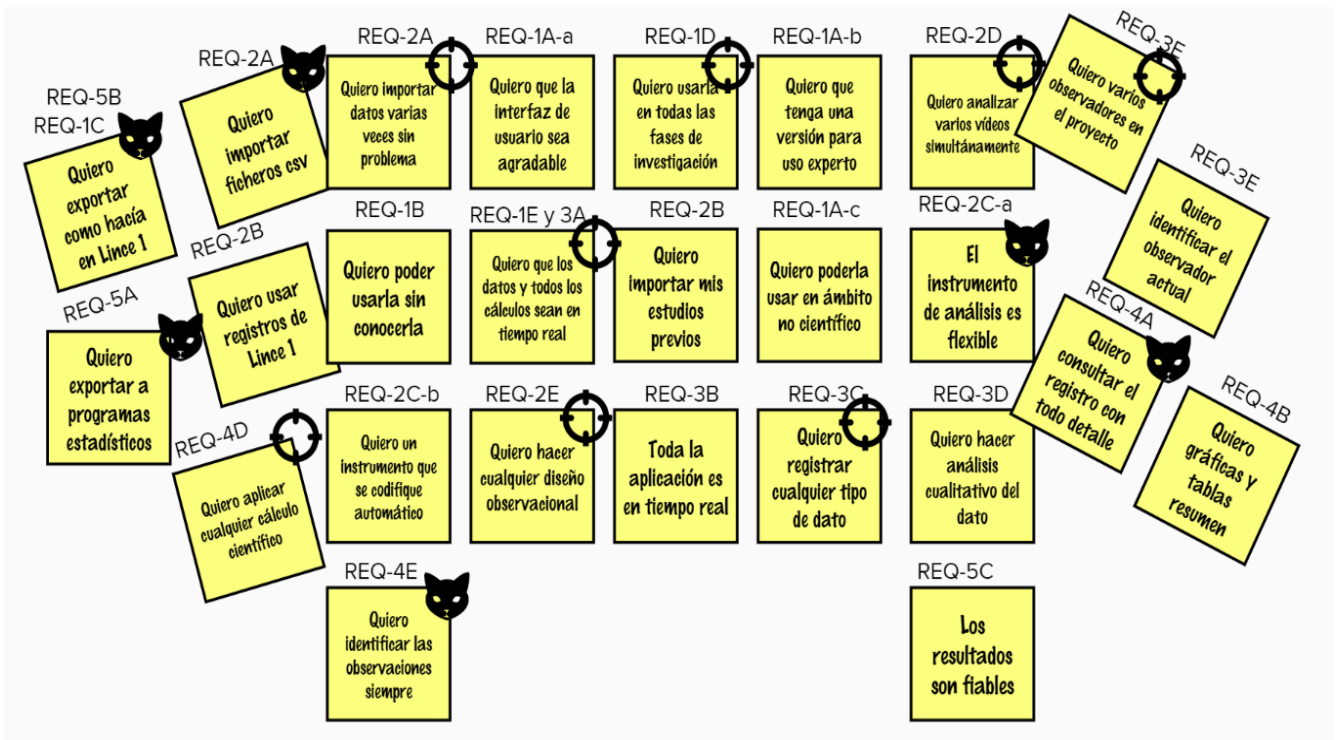 REQ-5B
REQ-1C
Quiero
exportar
como hacía
en Lince 1
REQ-2A
Quiero
importar
ficheros csv
REQ-2A
Quiero importar
datos varias
veces sin
problema
REQ-1A-a
Quiero que la
interfaz de
usuario sea
agradable
REQ-1D
Quiero usarla
en todas las
fases de
investigación
REQ-1A-b
Quiero que
tenga una
versión para
uso experto
REQ-2D
Quiero analizar
varios vídeos
simultánamente
REQ-3E
Quiero varios
observadores en
el proyecto
REQ-3E
Quiero
identificar el
observador
actual
REQ-5A
Quiero
exportar a
programas
estadísticos
REQ-2B
Quiero usar
registros de
Lince 1
REQ-1B
Quiero poder
usarla sin
conocerla
REQ-1E y 3A
Quiero que los
datos y todos los
cálculos sean en
tiempo real
REQ-2B
Quiero
importar mis
estudios
previos
REQ-1A-c
Quiero poderla
usar en ámbito
no científico
REQ-2C-a
El
instrumento
de análisis es
flexible
REQ-4A
Quiero
consultar el
registro con
todo detalle
REQ-4B
Quiero
gráficas y
tablas
resumen
REQ-4D
Quiero aplicar
cualquier cálculo
científico
REQ-2C-b
Quiero un
instrumento que
se codifique
automático
REQ-2E
Quiero hacer
cualquier diseño
observacional
REQ-3B
Toda la
aplicación es
en tiempo real
REQ-3C
Quiero
registrar
cualquier tipo
de dato
REQ-3D
Quiero hacer
análisis
cualitativo del
dato
REQ-4E
Quiero
identificar las
observaciones
siempre
REQ-5C
Los
resultados
son fiables